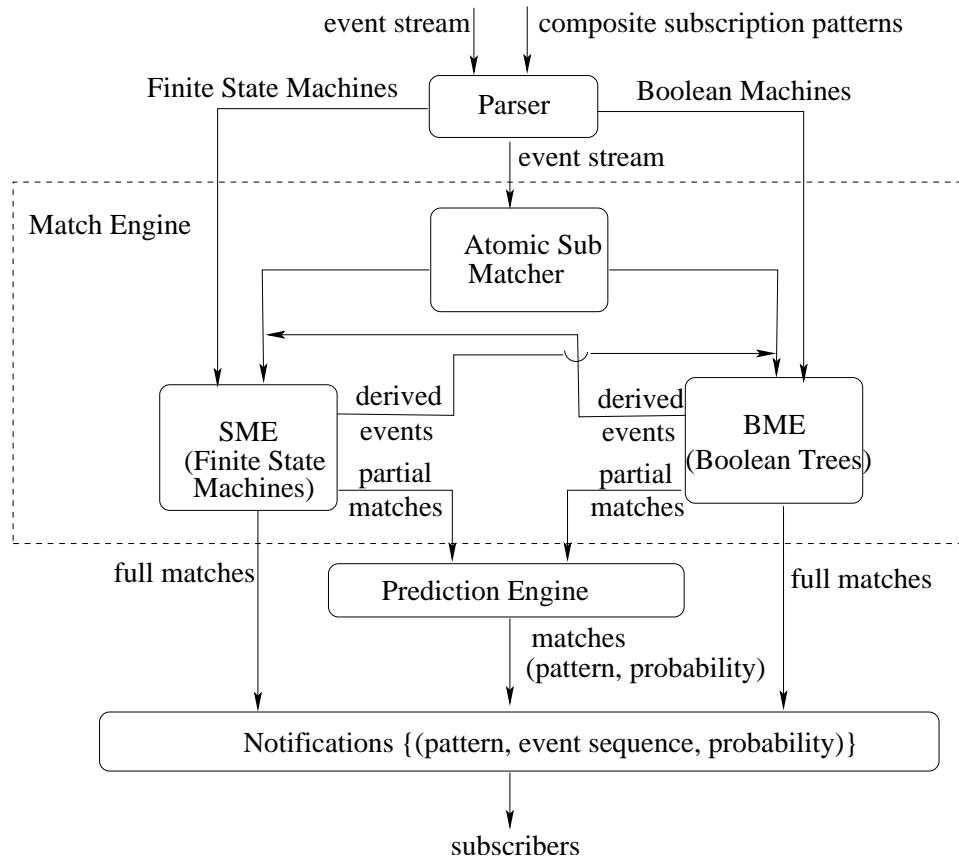 event stream
composite subscription patterns
Finite State Machines
Parser
Boolean Machines
event stream
Match Engine
Atomic Sub
Matcher
derived
events
derived
events
SME
(Finite State
Machines)
BME
(Boolean Trees)
partial
matches
partial
matches
full matches
Prediction Engine
full matches
matches
(pattern, probability)
Notifications {(pattern, event sequence, probability)}
subscribers